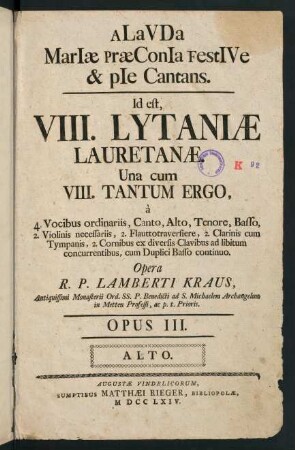 ALaVDa
MarIæ PræConIa FestIVe
& pIe Cantans.
Id est,
VIII. LYTANIÆ
LAURETANÆ.
Una cum
VIII. TANTUM ERGO,
à
4. Vocibus ordinariis, Canto, Alto, Tenore, Basso,
2. Violinis necessariis, 2. Flauttotraversiere, 2. Clarinis cum
Tympanis, 2. Cornibus ex diversis Clavibus ad libitum
concurrentibus, cum Duplici Basso continuo.
Opera
R. P. LAMBERTI KRAUS,
Antiquissimi Monasterii Ord. SS. P. Benedicti ad S. Michaelem Archangelum
in Metten Professi, ac p. t. Prioris.
OPUS III.
ALTO.
AUGUSTÆ VINDELICORUM,
SUMPTIBUS MATTHÆI RIEGER, BIBLIOPOLÆ,
M DCC LXIV.
K